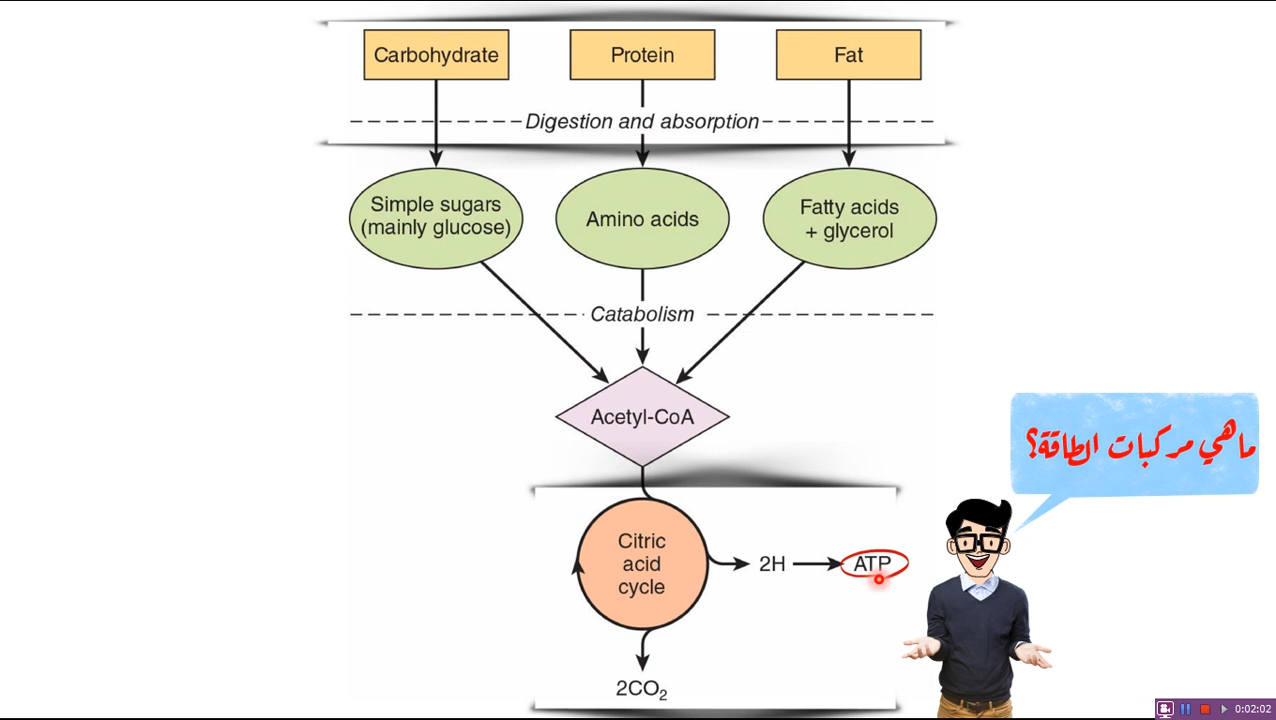 Carbohydrate
Protein
Fat
Digestion and absorption
Simple sugars
(mainly glucose)
Amino acids
Fatty acids
+ glycerol
Catabolism
Acetyl-CoA
ماهي مركبات الطاقة؟
Citric
acid
cycle
2H
ATP
2CO₂
0:02:02